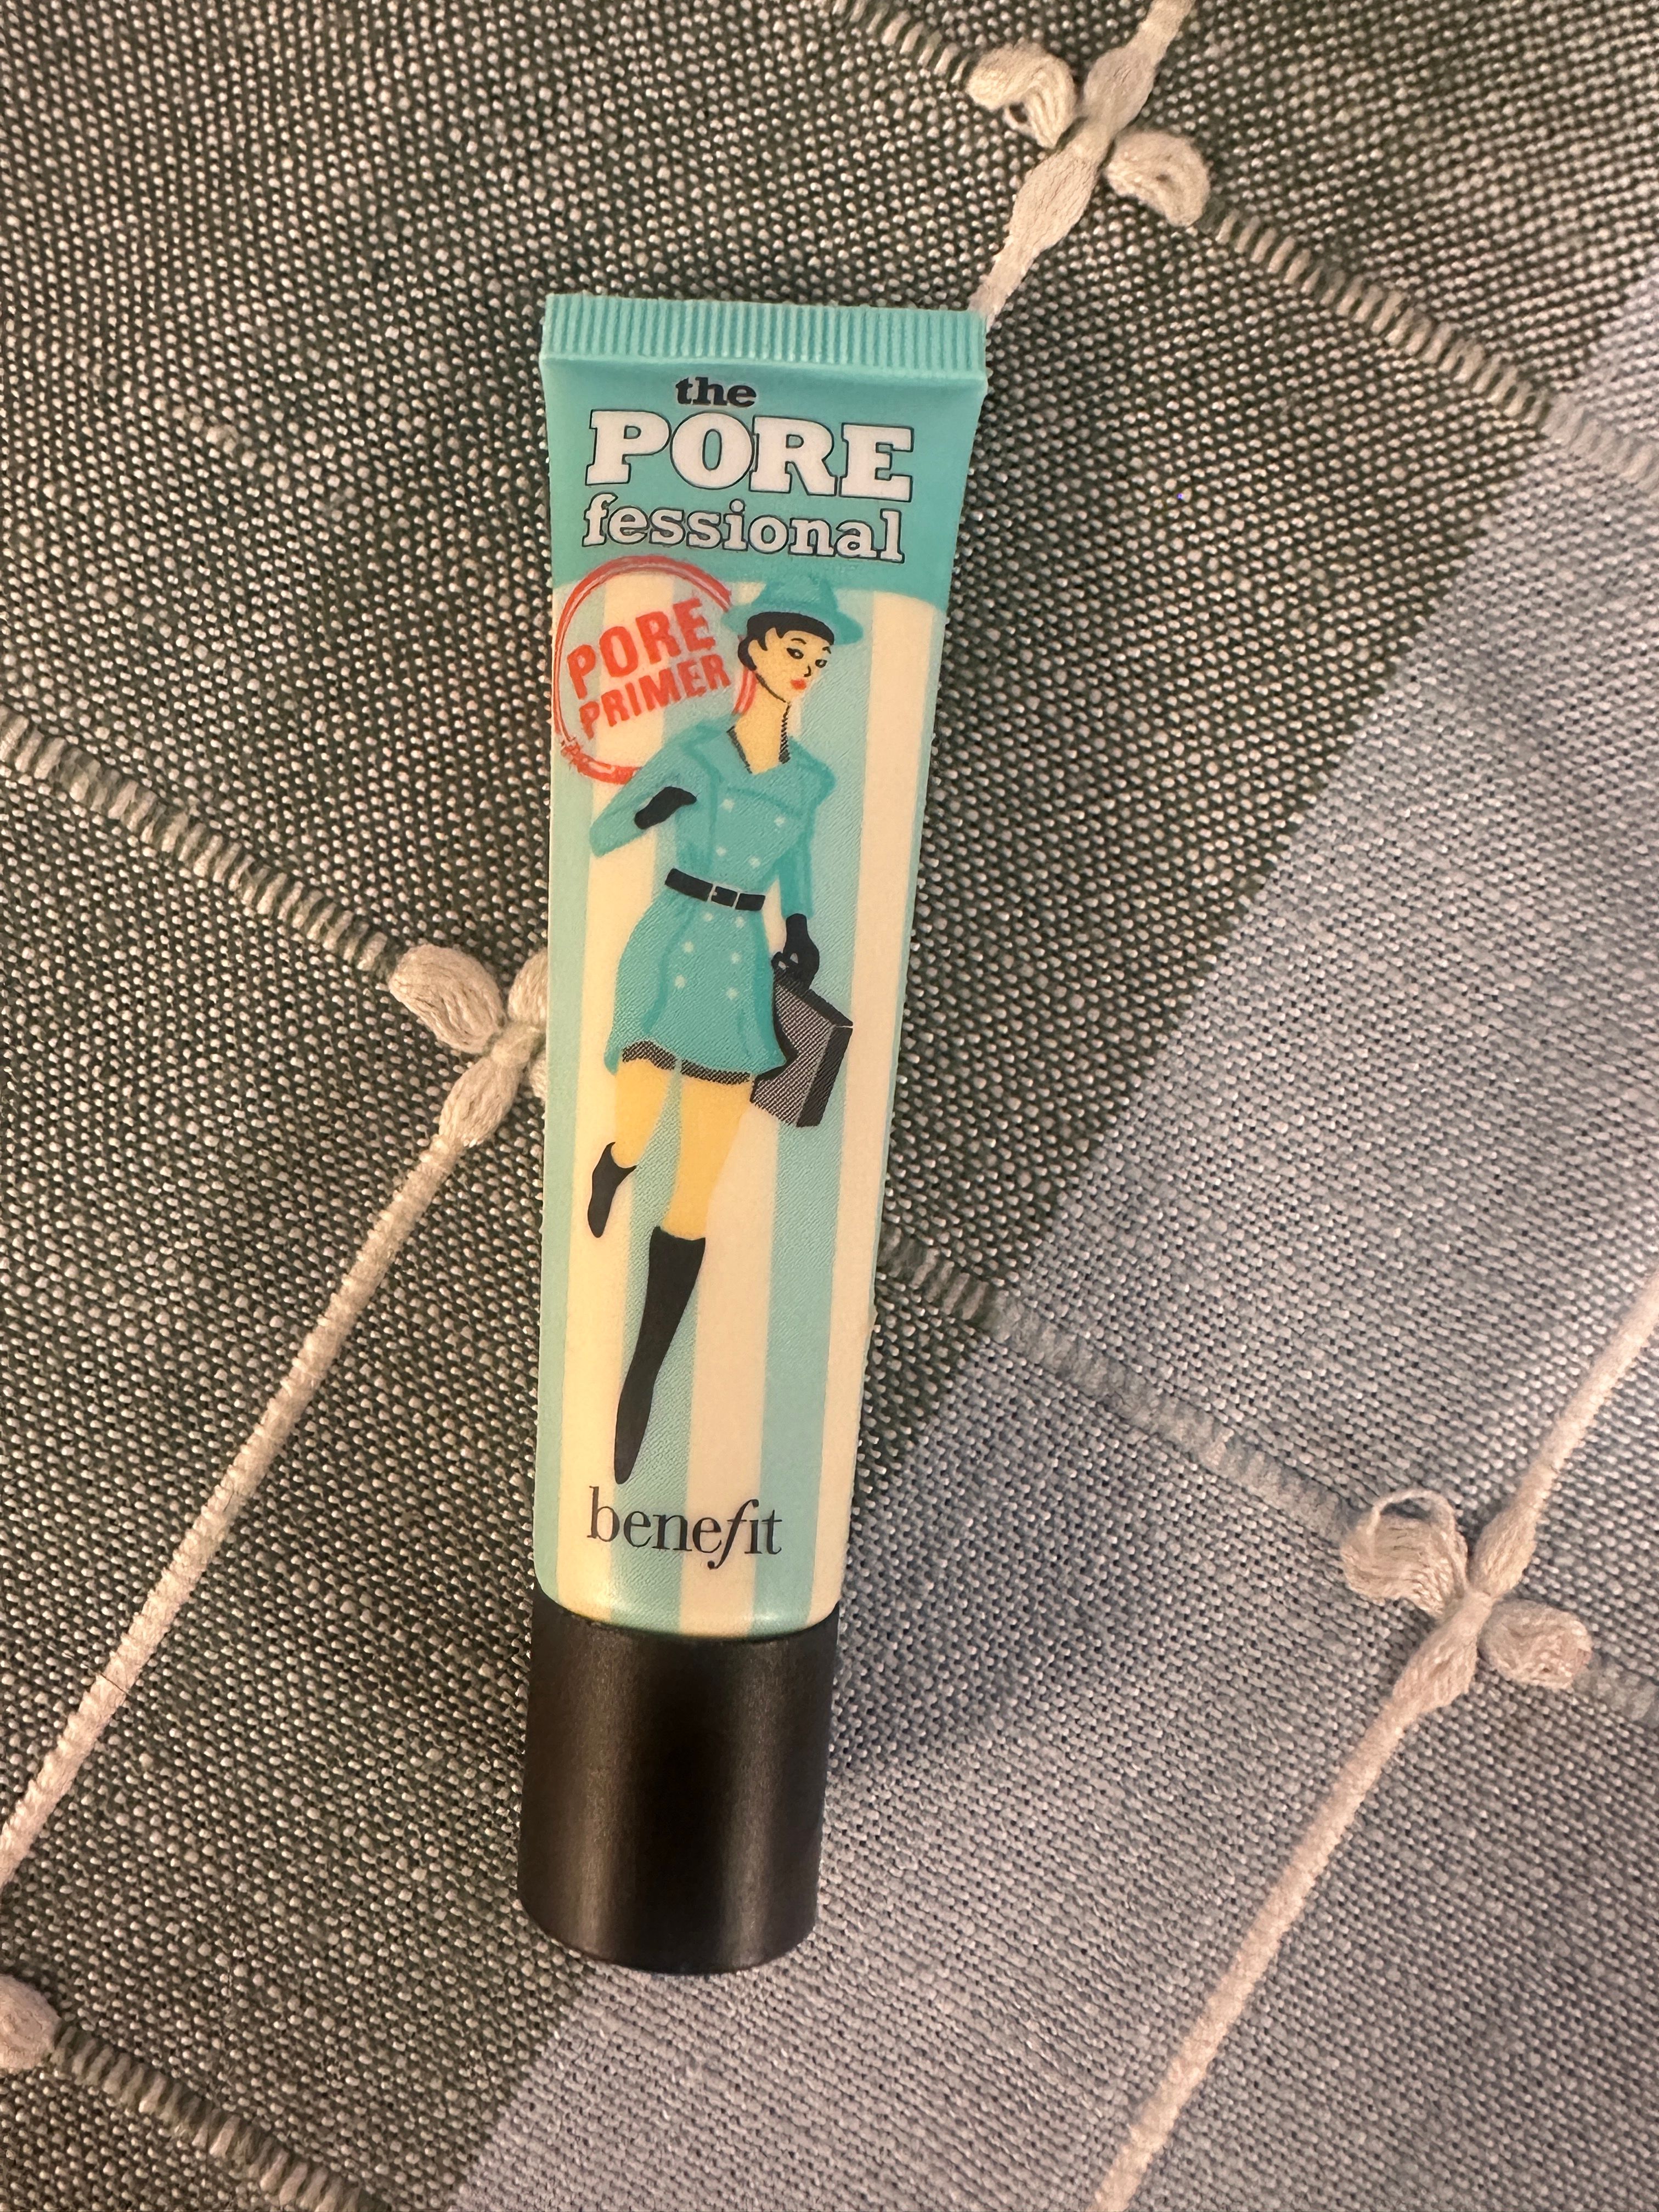 the
PORE
fessional
PORE
PRIMER
benefit